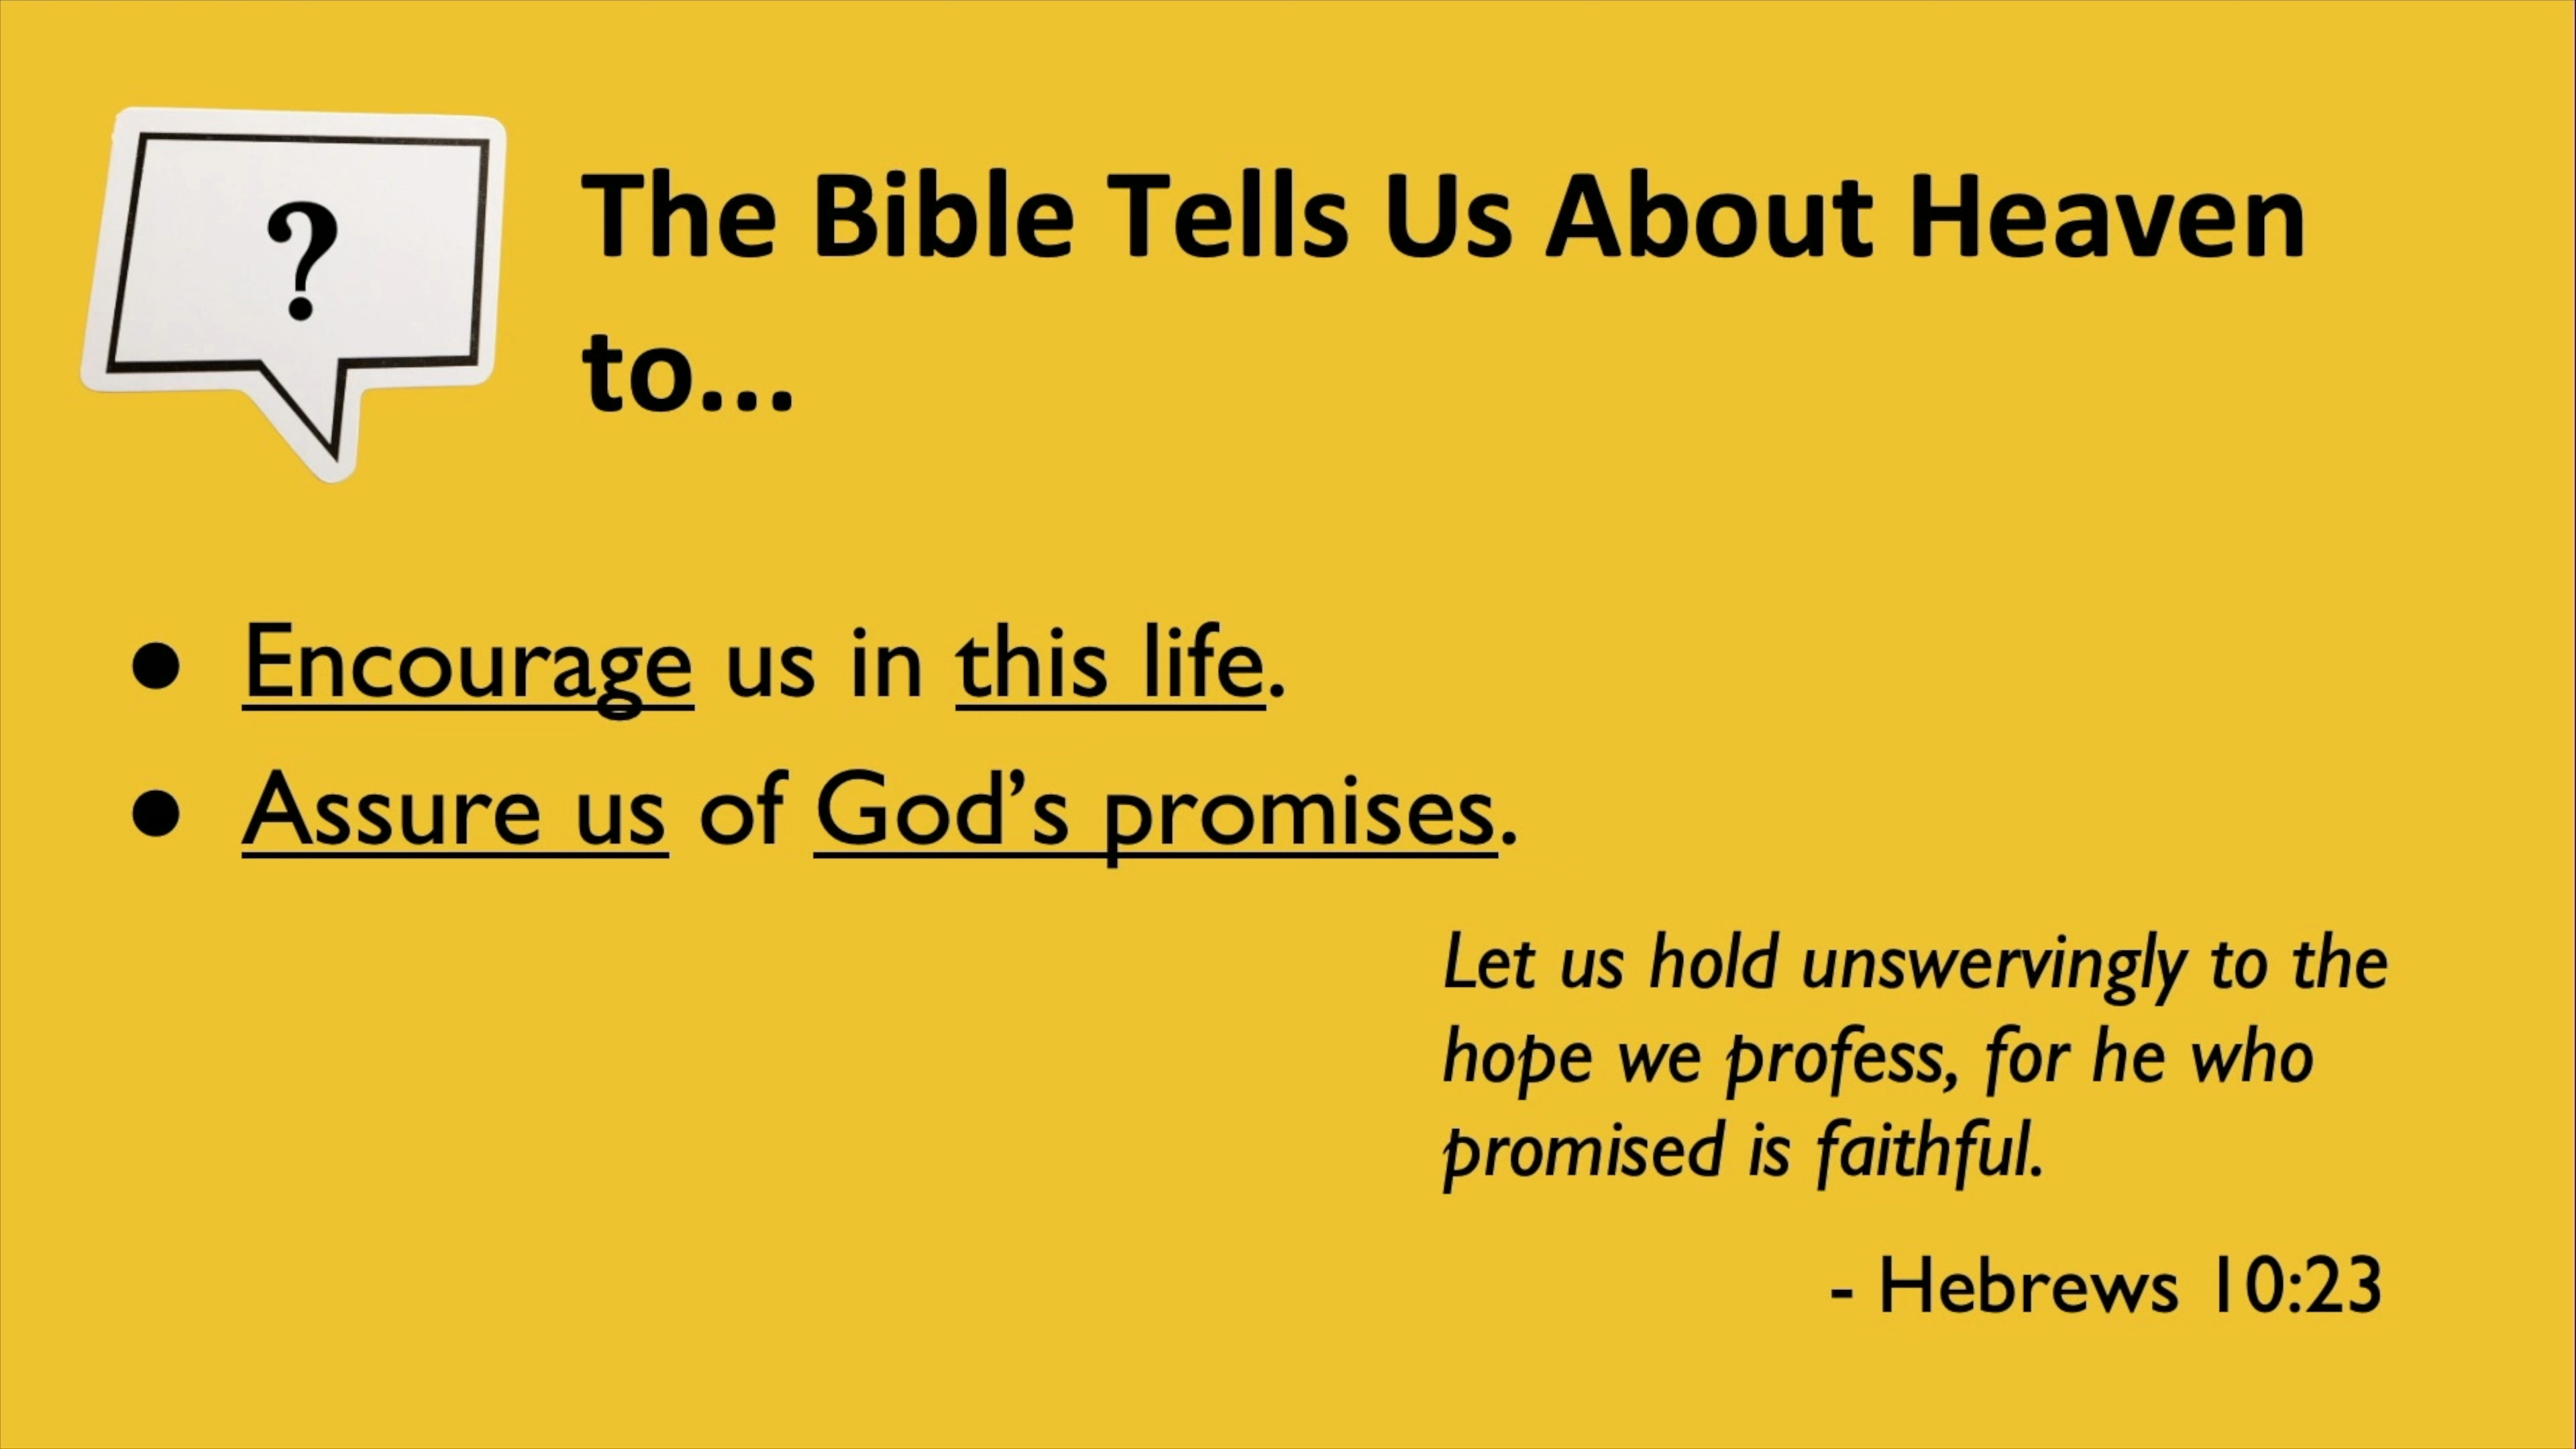 ?
The Bible Tells Us About Heaven
to...
● Encourage us in this life.
● Assure us of God’s promises.
Let us hold unswervingly to the
hope we profess, for he who
promised is faithful.
- Hebrews 10:23